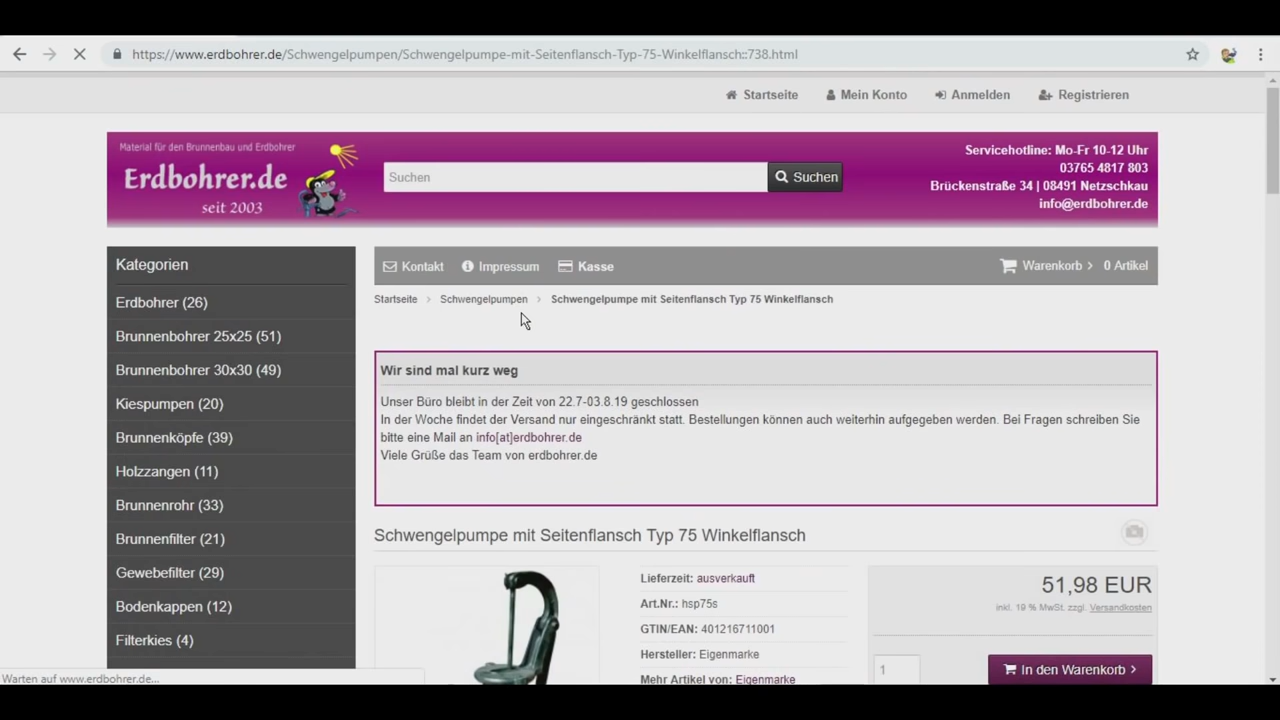 https://www.erdbohrer.de/Schwengelpumpen/Schwengelpumpe-mit-Seitenflansch-Typ-75-Winkelflansch::738.html
Startseite Mein Konto Anmelden Registrieren
Material für den Brunnenbau und Erdbohrer
Erdbohrer.de
seit 2003
Suchen
Suchen
Servicehotline: Mo-Fr 10-12 Uhr
03765 4817 803
Brückenstraße 34 | 08491 Netzschkau
info@erdbohrer.de
Kategorien
Erdbohrer (26)
Brunnenbohrer 25x25 (51)
Brunnenbohrer 30x30 (49)
Kiespumpen (20)
Brunnenköpfe (39)
Holzzangen (11)
Brunnenrohr (33)
Brunnenfilter (21)
Gewebefilter (29)
Bodenkappen (12)
Filterkies (4)
Kontakt Impressum Kasse
Warenkorb 0 Artikel
Startseite > Schwengelpumpen > Schwengelpumpe mit Seitenflansch Typ 75 Winkelflansch
Wir sind mal kurz weg
Unser Büro bleibt in der Zeit von 22.7-03.8.19 geschlossen
In der Woche findet der Versand nur eingeschränkt statt. Bestellungen können auch weiterhin aufgegeben werden. Bei Fragen schreiben Sie
bitte eine Mail an info[at]erdbohrer.de
Viele Grüße das Team von erdbohrer.de
Schwengelpumpe mit Seitenflansch Typ 75 Winkelflansch
Lieferzeit: ausverkauft
Art.Nr.: hsp75s
GTIN/EAN: 401216711001
Hersteller: Eigenmarke
Mehr Artikel von: Eigenmarke
51,98 EUR
inkl. 19 % MwSt. zzgl. Versandkosten
1
In den Warenkorb
Warten auf www.erdbohrer.de...